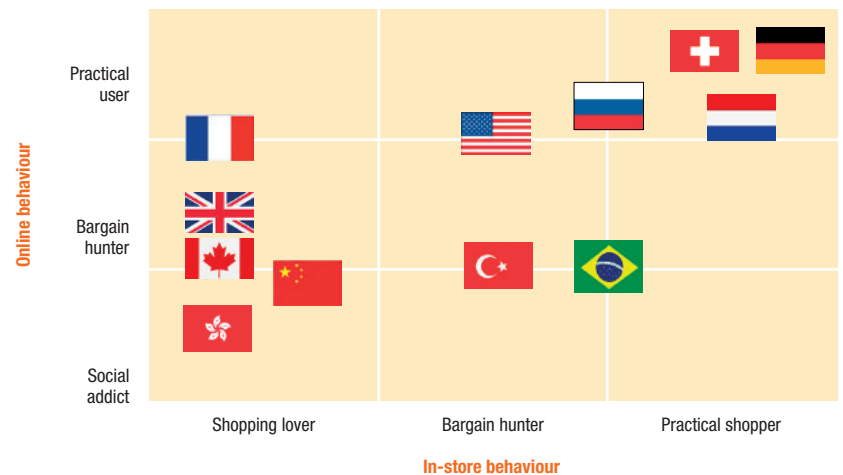 Online behaviour
Practical
user
Bargain
hunter
Social
addict
Shopping lover
Bargain hunter
Practical shopper
In-store behaviour